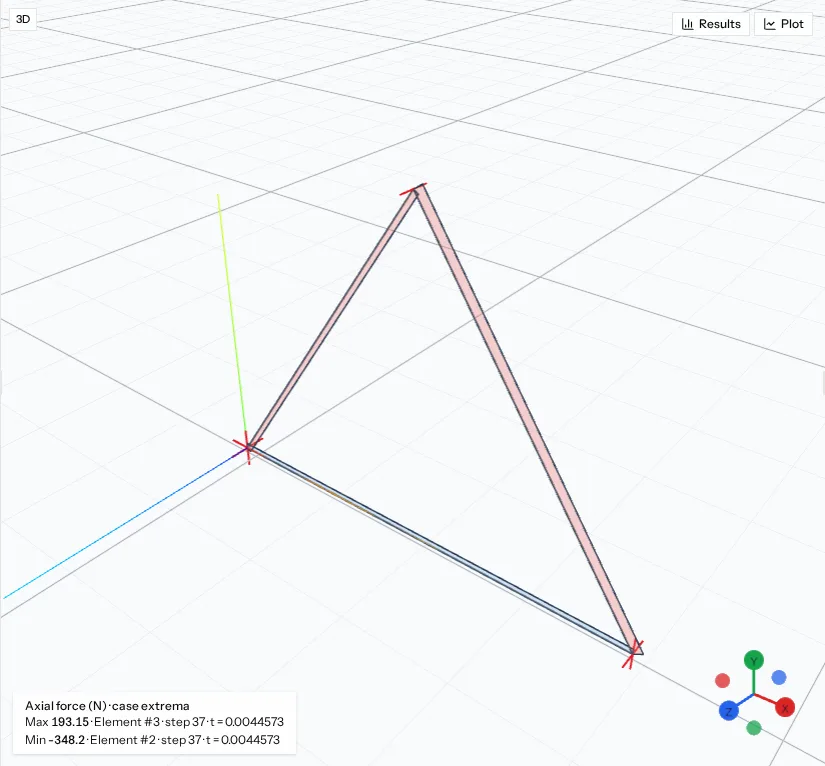 3D
Results
Plot
Axial force (N)·case extrema
Max 193.15·Element #3·step 37·t = 0.0044573
Min -348.2·Element #2·step 37·t = 0.0044573
Y
Z
X